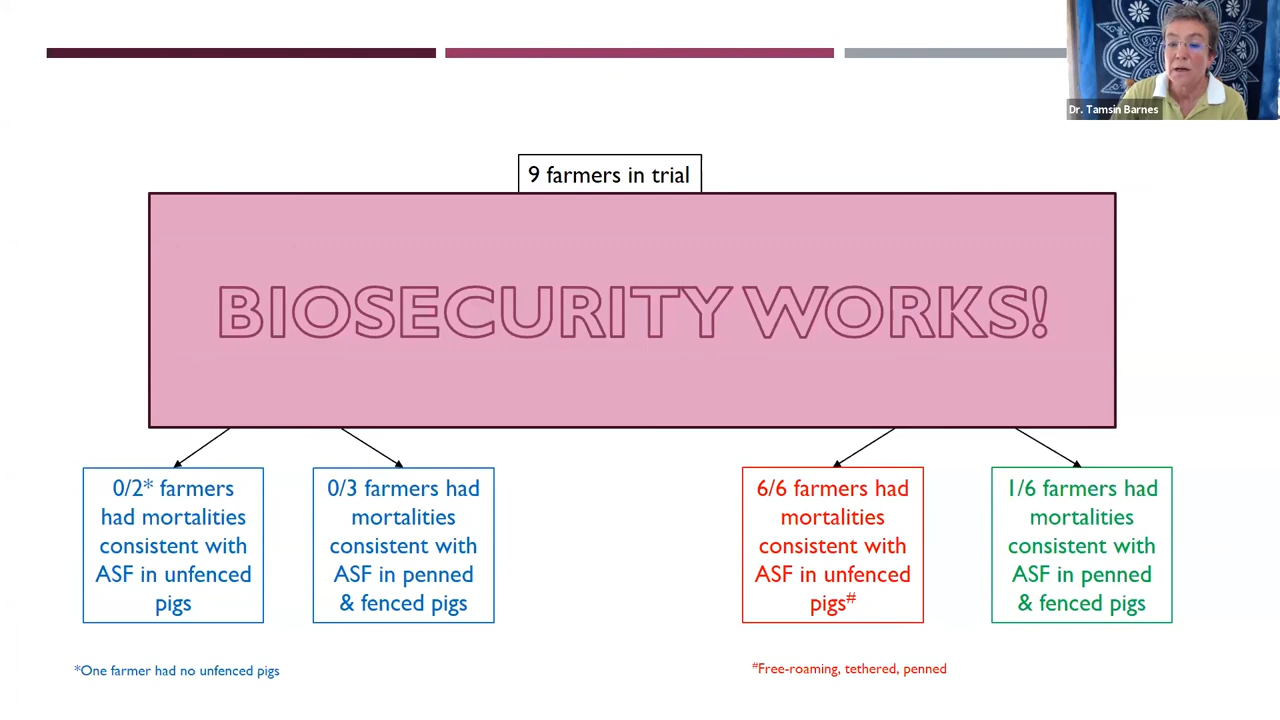 Dr. Tamsin Barnes
9 farmers in trial
BIOSECURITY WORKS!
0/2* farmers
had mortalities
consistent with
ASF in unfenced
pigs
0/3 farmers had
mortalities
consistent with
ASF in penned
& fenced pigs
6/6 farmers had
mortalities
consistent with
ASF in unfenced
pigs#
1/6 farmers had
mortalities
consistent with
ASF in penned
& fenced pigs
*One farmer had no unfenced pigs
#Free-roaming, tethered, penned